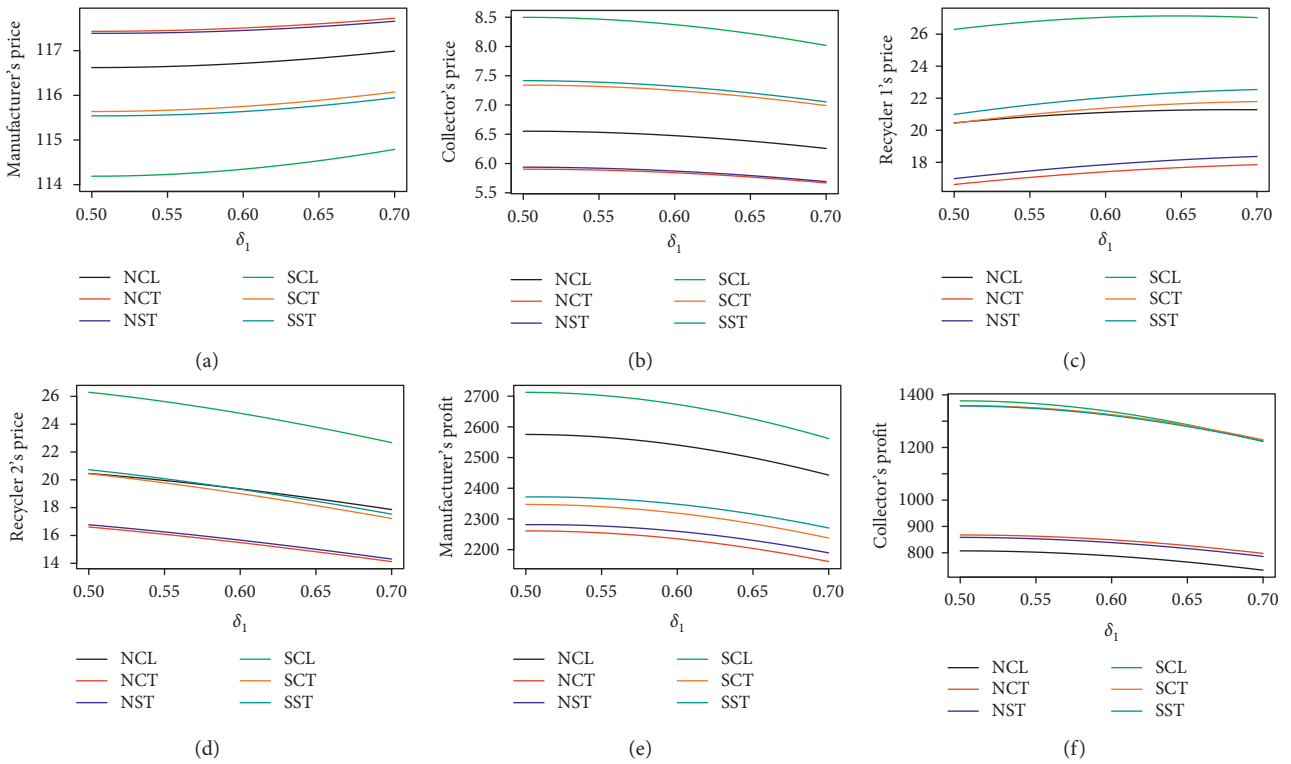 Manufacturer's price
117
116
115
114
0.50 0.55 0.60 0.65 0.70
δ1
NCL SCL
NCT SCT
NST SST
(a)
Collector's price
8.5
8.0
7.5
7.0
6.5
6.0
5.5
0.50 0.55 0.60 0.65 0.70
δ1
NCL SCL
NCT SCT
NST SST
(b)
Recycler 1's price
26
24
22
20
18
0.50 0.55 0.60 0.65 0.70
δ1
NCL SCL
NCT SCT
NST SST
(c)
Recycler 2's price
26
24
22
20
18
16
14
0.50 0.55 0.60 0.65 0.70
δ1
NCL SCL
NCT SCT
NST SST
(d)
Manufacturer's profit
2700
2600
2500
2400
2300
2200
0.50 0.55 0.60 0.65 0.70
δ1
NCL SCL
NCT SCT
NST SST
(e)
Collector's profit
1400
1200
1000
900
800
0.50 0.55 0.60 0.65 0.70
δ1
NCL SCL
NCT SCT
NST SST
(f)